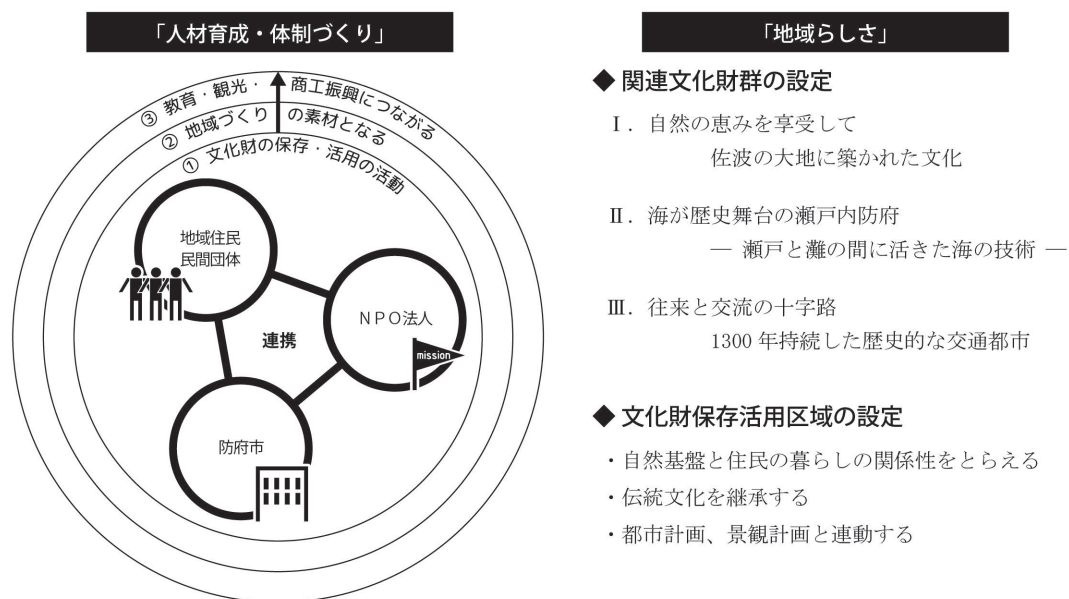 「人材育成・体制づくり」
③ 教育・観光・商工振興につながる
② 地域づくりの素材となる
① 文化財の保存・活用の活動
地域住民
民間団体
NPO法人
mission
連携
防府市
「地域らしさ」
◆ 関連文化財群の設定
Ⅰ．自然の恵みを享受して
佐波の大地に築かれた文化
Ⅱ．海が歴史舞台の瀬戸内防府
― 瀬戸と灘の間に活きた海の技術 ―
Ⅲ．往来と交流の十字路
1300 年持続した歴史的な交通都市
◆ 文化財保存活用区域の設定
・自然基盤と住民の暮らしの関係性をとらえる
・伝統文化を継承する
・都市計画、景観計画と連動する